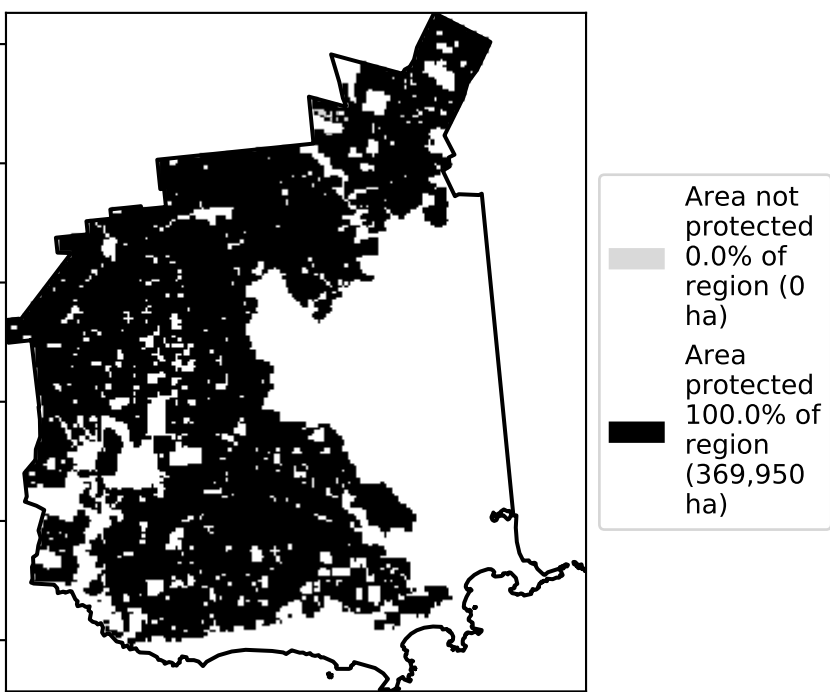 Area not
protected
0.0% of
region (0
ha)
Area
protected
100.0% of
region
(369,950
ha)